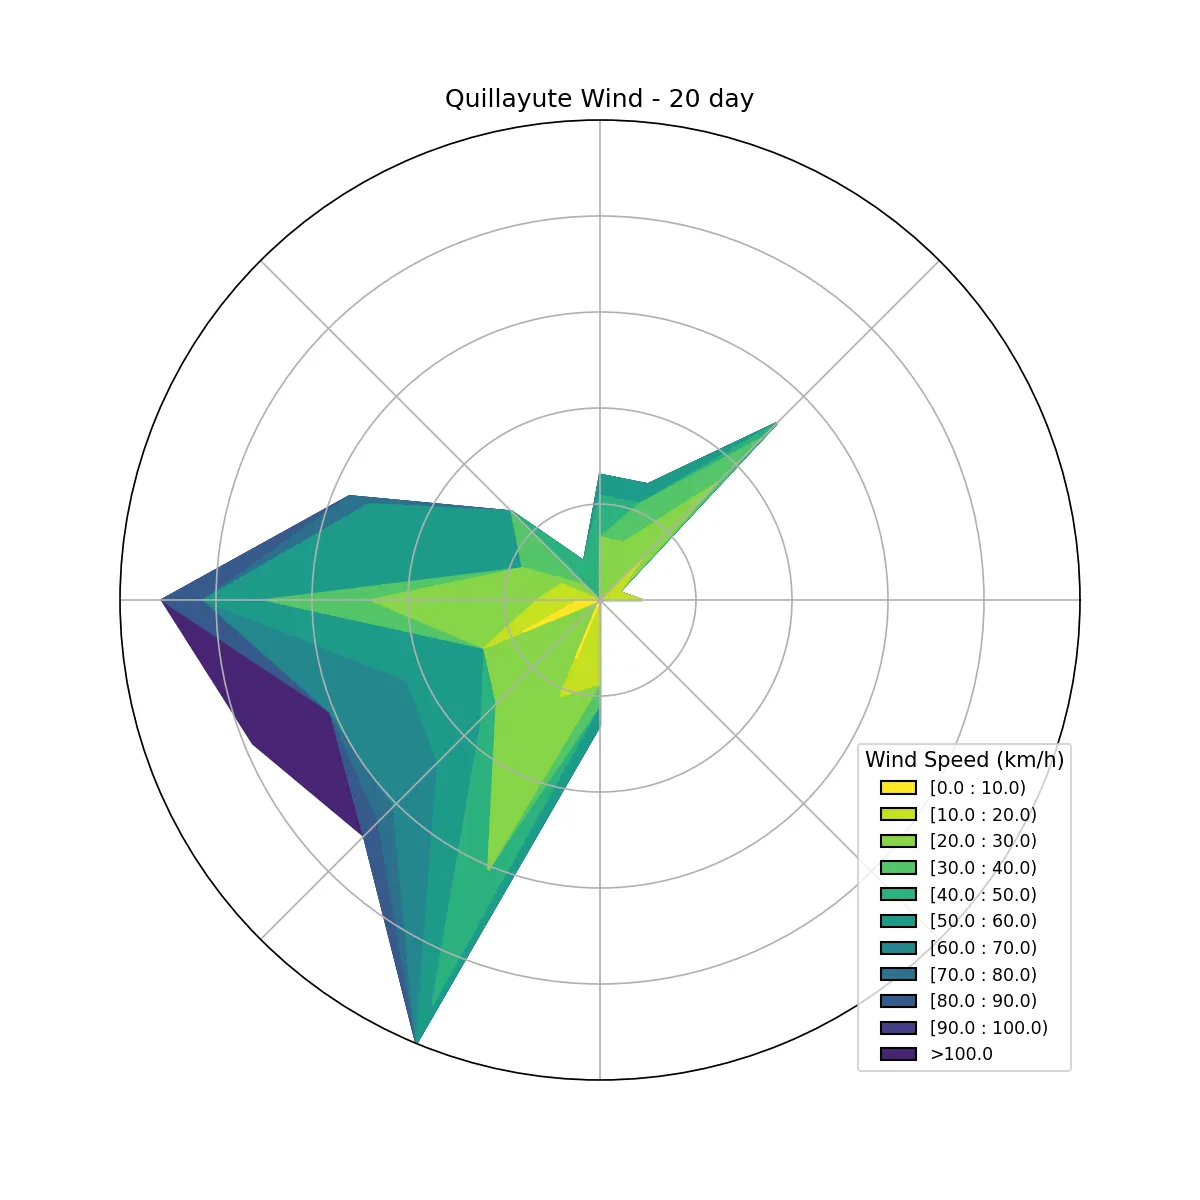 Quillayute Wind - 20 day
Wind Speed (km/h)
[0.0 : 10.0)
[10.0 : 20.0)
[20.0 : 30.0)
[30.0 : 40.0)
[40.0 : 50.0)
[50.0 : 60.0)
[60.0 : 70.0)
[70.0 : 80.0)
[80.0 : 90.0)
[90.0 : 100.0)
>100.0